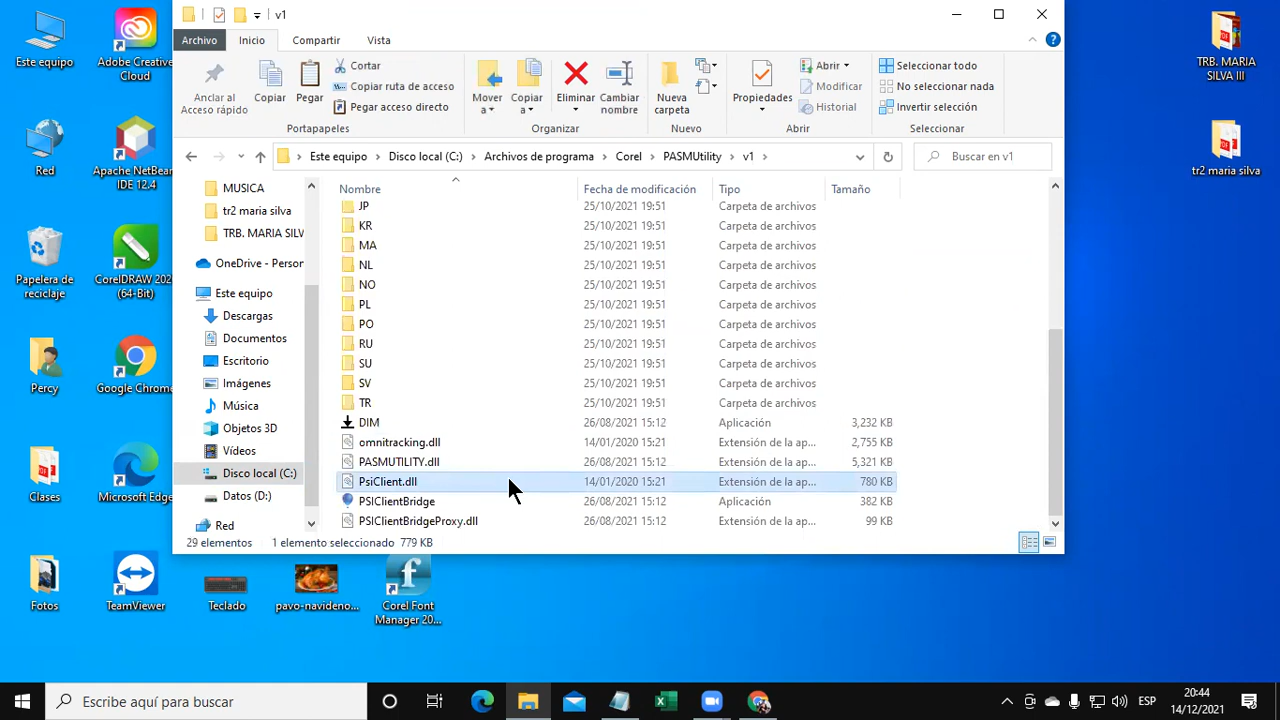 v1
Archivo Inicio Compartir Vista
Anclar al
Acceso rápido
Copiar
Pegar
Cortar
Copiar ruta de acceso
Pegar acceso directo
Mover
a
Copiar
a
Eliminar
Cambiar
nombre
Nueva
carpeta
Propiedades
Abrir
Modificar
Historial
Seleccionar todo
No seleccionar nada
Invertir selección
Portapapeles Organizar Nuevo Abrir Seleccionar
Este equipo > Disco local (C:) > Archivos de programa > Corel > PASMUtility > v1 >
Buscar en v1
MUSICA
tr2 maria silva
TRB. MARIA SILV
OneDrive - Person
Este equipo
Descargas
Documentos
Escritorio
Imágenes
Música
Objetos 3D
Vídeos
Disco local (C:)
Datos (D:)
Red
Nombre Fecha de modificación Tipo Tamaño
JP 25/10/2021 19:51 Carpeta de archivos
KR 25/10/2021 19:51 Carpeta de archivos
MA 25/10/2021 19:51 Carpeta de archivos
NL 25/10/2021 19:51 Carpeta de archivos
NO 25/10/2021 19:51 Carpeta de archivos
PL 25/10/2021 19:51 Carpeta de archivos
PO 25/10/2021 19:51 Carpeta de archivos
RU 25/10/2021 19:51 Carpeta de archivos
SU 25/10/2021 19:51 Carpeta de archivos
SV 25/10/2021 19:51 Carpeta de archivos
TR 25/10/2021 19:51 Carpeta de archivos
DIM 26/08/2021 15:12 Aplicación 3,232 KB
omnitracking.dll 14/01/2020 15:21 Extensión de la ap... 2,755 KB
PASMUTILITY.dll 26/08/2021 15:12 Extensión de la ap... 5,321 KB
PsiClient.dll 14/01/2020 15:21 Extensión de la ap... 780 KB
PSIClientBridge 26/08/2021 15:12 Aplicación 382 KB
PSIClientBridgeProxy.dll 26/08/2021 15:12 Extensión de la ap... 99 KB
29 elementos 1 elemento seleccionado 779 KB
Este equipo
Adobe Creative
Cloud
Red
Apache NetBeans
IDE 12.4
Papelera de
reciclaje
CorelDRAW 202
(64-Bit)
Percy
Google Chrome
Clases
Microsoft Edge
Fotos
TeamViewer
Teclado
pavo-navideno...
Corel Font
Manager 20...
TRB. MARIA
SILVA III
tr2 maria silva
Escribe aquí para buscar
ESP
20:44
14/12/2021